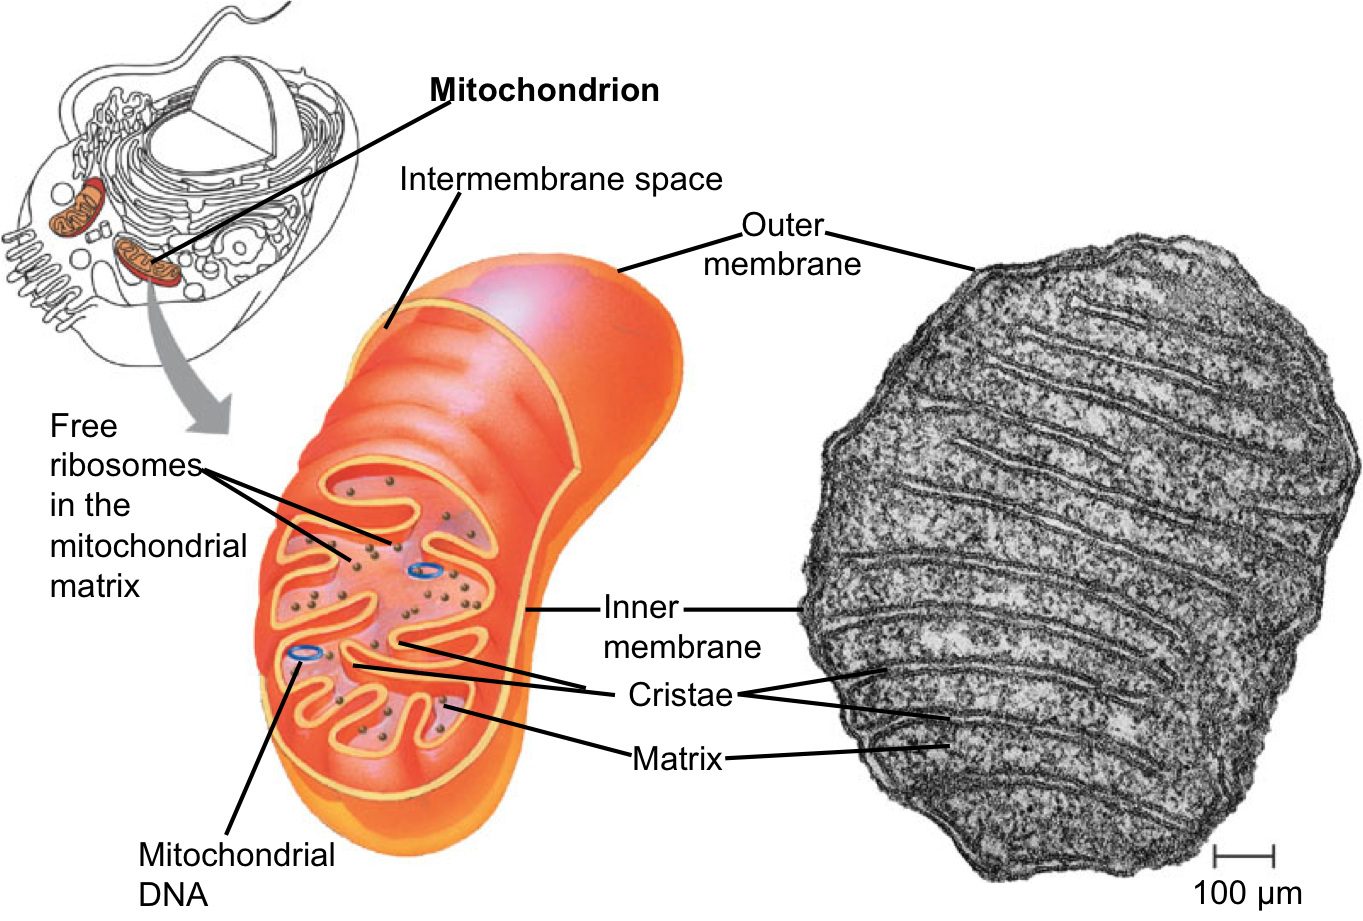 Mitochondrion
Intermembrane space
Outer
membrane
Free
ribosomes
in the
mitochondrial
matrix
Inner
membrane
Cristae
Matrix
Mitochondrial
DNA
100 µm